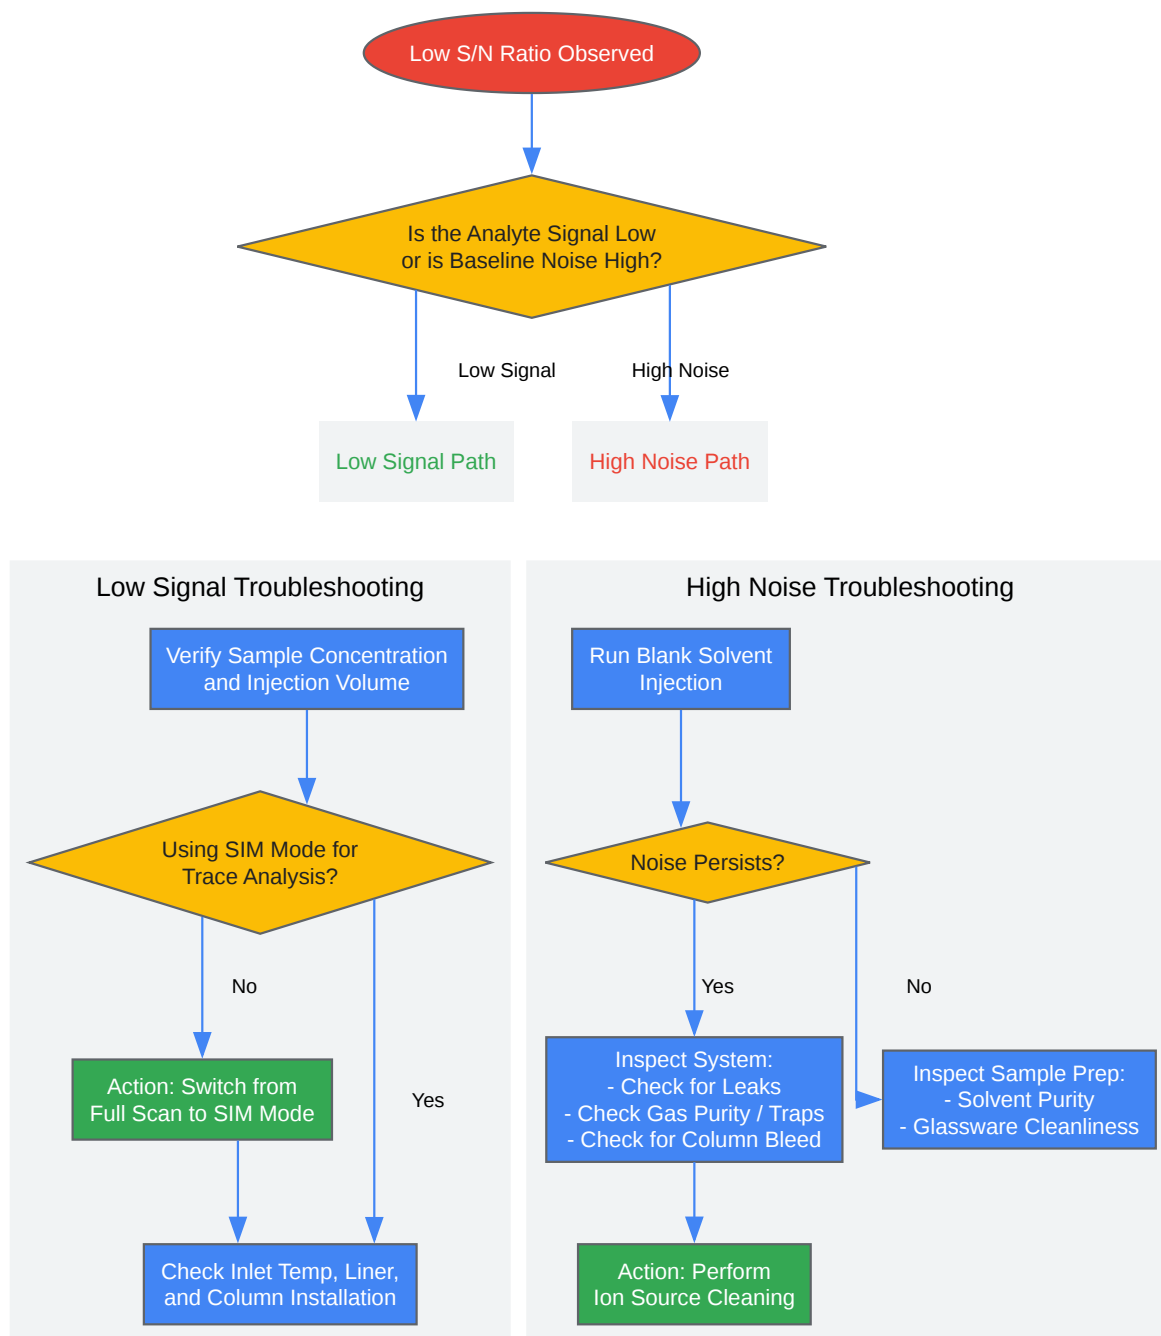 Low S/N Ratio Observed
Is the Analyte Signal Low
or is Baseline Noise High?
Low Signal
High Noise
Low Signal Path
High Noise Path
Low Signal Troubleshooting
Verify Sample Concentration
and Injection Volume
Using SIM Mode for
Trace Analysis?
No
Action: Switch from
Full Scan to SIM Mode
Yes
Check Inlet Temp, Liner,
and Column Installation
High Noise Troubleshooting
Run Blank Solvent
Injection
Noise Persists?
Yes
No
Inspect System:
- Check for Leaks
- Check Gas Purity / Traps
- Check for Column Bleed
Inspect Sample Prep:
- Solvent Purity
- Glassware Cleanliness
Action: Perform
Ion Source Cleaning